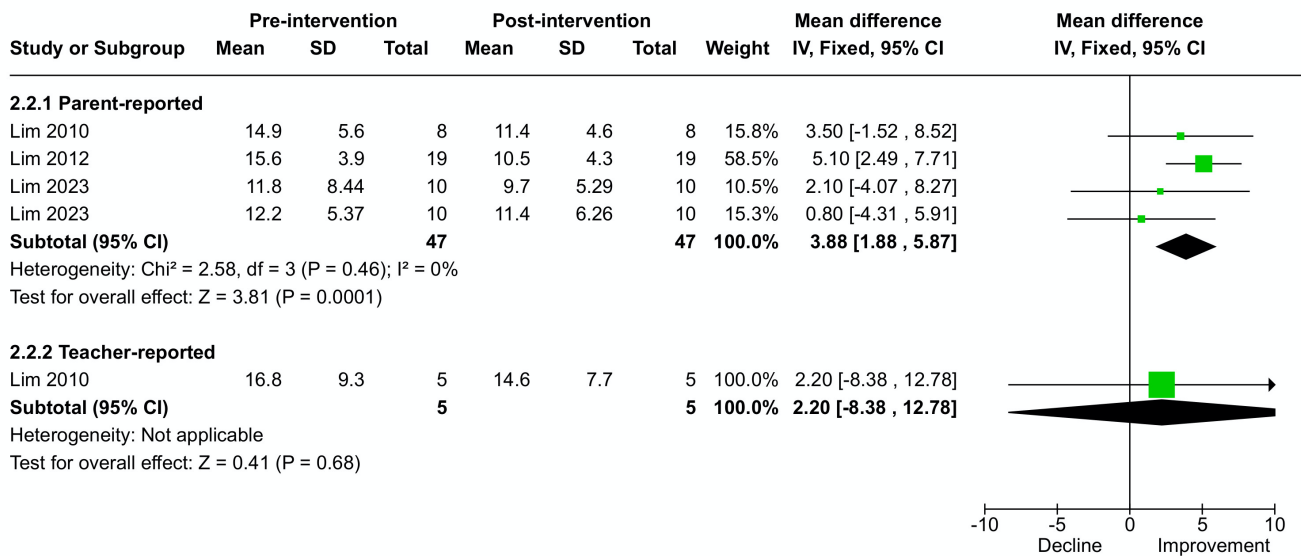 Pre-intervention Post-intervention Mean difference Mean difference
Study or Subgroup Mean SD Total Mean SD Total Weight IV, Fixed, 95% CI IV, Fixed, 95% CI
2.2.1 Parent-reported
Lim 2010 14.9 5.6 8 11.4 4.6 8 15.8% 3.50 [-1.52 , 8.52]
Lim 2012 15.6 3.9 19 10.5 4.3 19 58.5% 5.10 [2.49 , 7.71]
Lim 2023 11.8 8.44 10 9.7 5.29 10 10.5% 2.10 [-4.07 , 8.27]
Lim 2023 12.2 5.37 10 11.4 6.26 10 15.3% 0.80 [-4.31 , 5.91]
Subtotal (95% CI) 47 47 100.0% 3.88 [1.88 , 5.87]
Heterogeneity: Chi² = 2.58, df = 3 (P = 0.46); I² = 0%
Test for overall effect: Z = 3.81 (P = 0.0001)
2.2.2 Teacher-reported
Lim 2010 16.8 9.3 5 14.6 7.7 5 100.0% 2.20 [-8.38 , 12.78]
Subtotal (95% CI) 5 5 100.0% 2.20 [-8.38 , 12.78]
Heterogeneity: Not applicable
Test for overall effect: Z = 0.41 (P = 0.68)
-10 -5 0 5 10
Decline Improvement